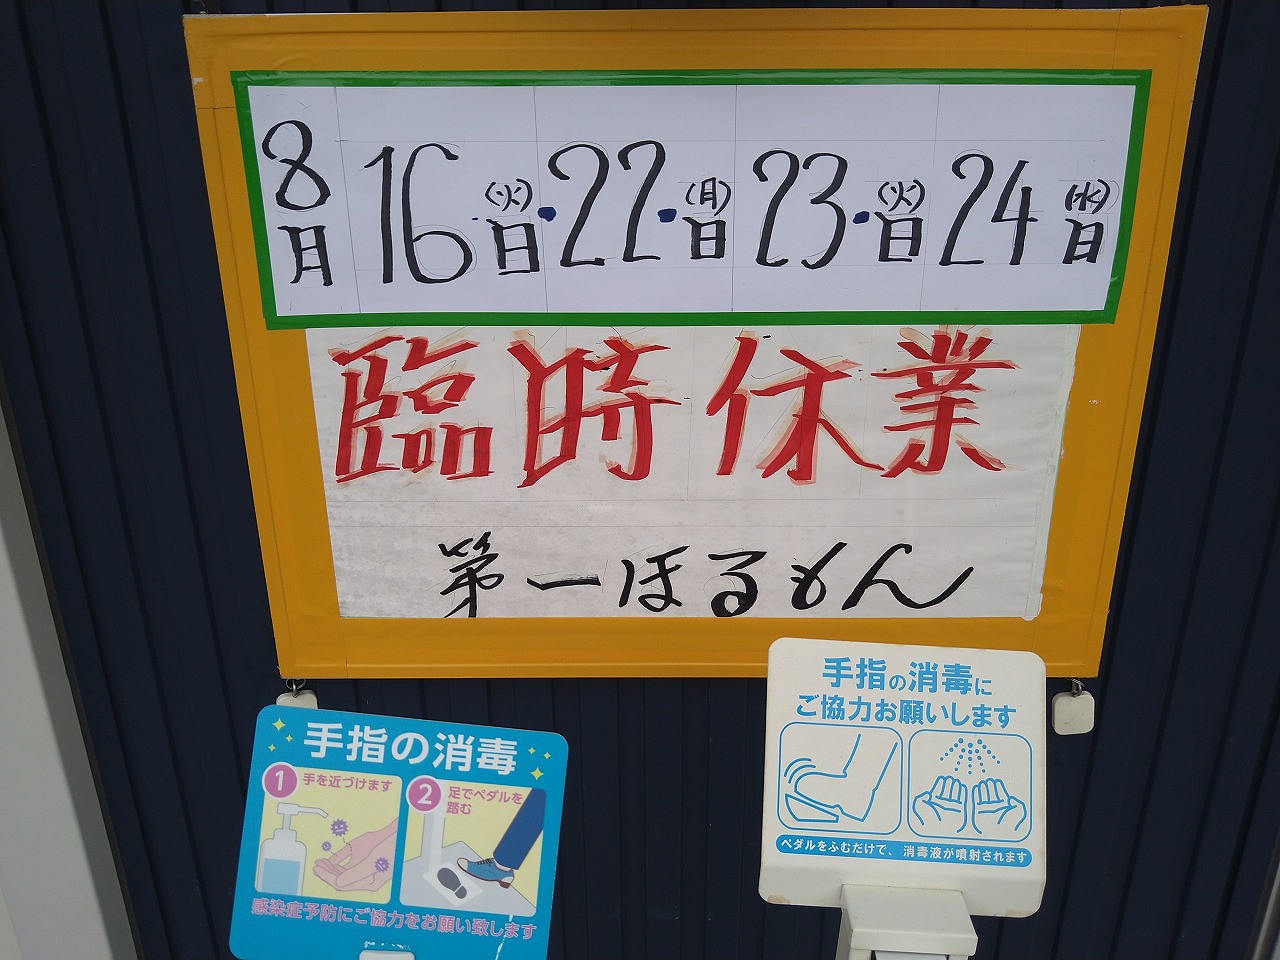 8月 16日(火)・22日(月)・23日(火)・24日(水)
臨時休業
第一ほるもん
手指の消毒に
ご協力お願いします
ペダルをふむだけで、消毒液が噴射されます
手指の消毒
1 手を近づけます
2 足でペダルを
踏む
感染症予防にご協力をお願い致します